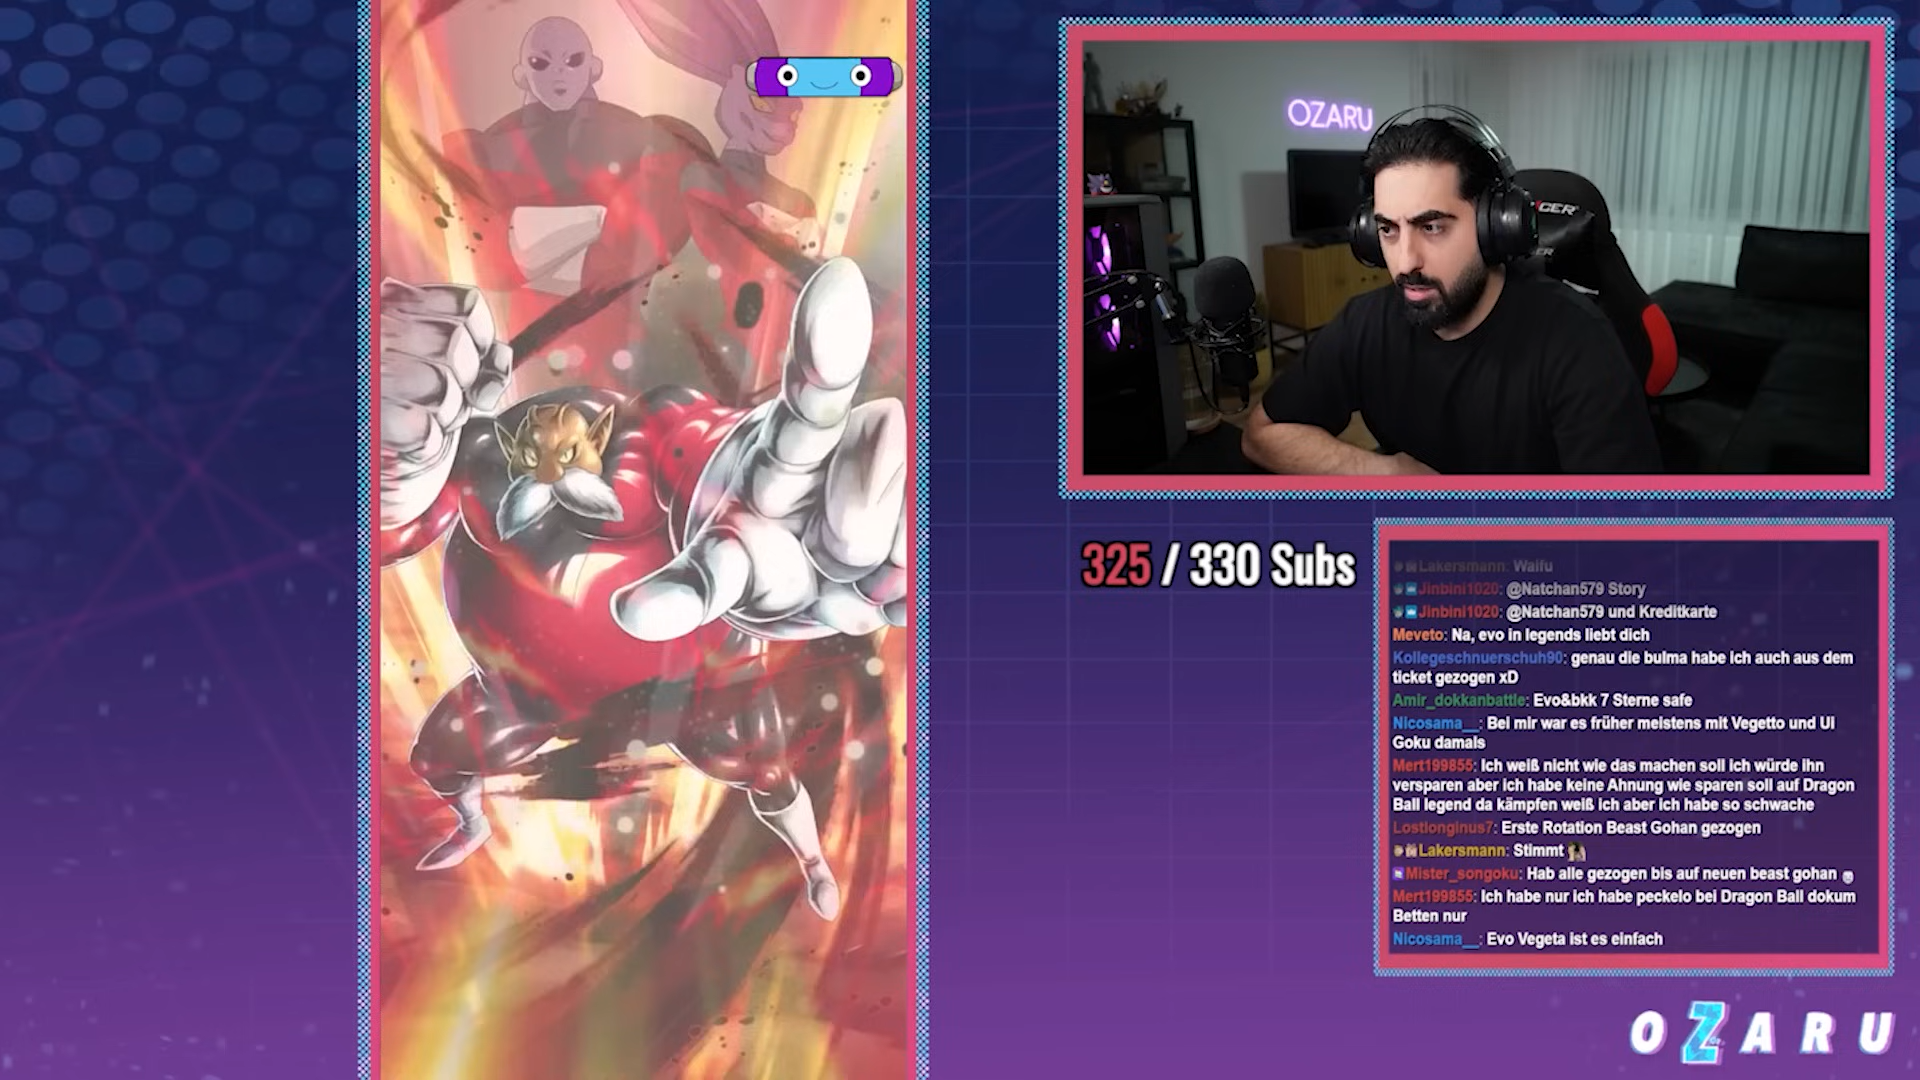 OZARU
325 / 330 Subs
Lakersmann: Waifu
Jinbini1020: @Natchan579 Story
Jinbini1020: @Natchan579 und Kreditkarte
Meveto: Na, evo in legends liebt dich
Kollegeschnuerschuh90: genau die bulma habe ich auch aus dem
ticket gezogen xD
Amir_dokkanbattle: Evo&bkk 7 Sterne safe
Nicosama__: Bei mir war es früher meistens mit Vegetto und UI
Goku damals
Mert199855: Ich weiß nicht wie das machen soll ich würde ihn
versparen aber ich habe keine Ahnung wie sparen soll auf Dragon
Ball legend da kämpfen weiß ich aber ich habe so schwache
Lostlonginus7: Erste Rotation Beast Gohan gezogen
Lakersmann: Stimmt
Mister_songoku: Hab alle gezogen bis auf neuen beast gohan
Mert199855: Ich habe nur ich habe peckelo bei Dragon Ball dokum
Betten nur
Nicosama__: Evo Vegeta ist es einfach
OZARU